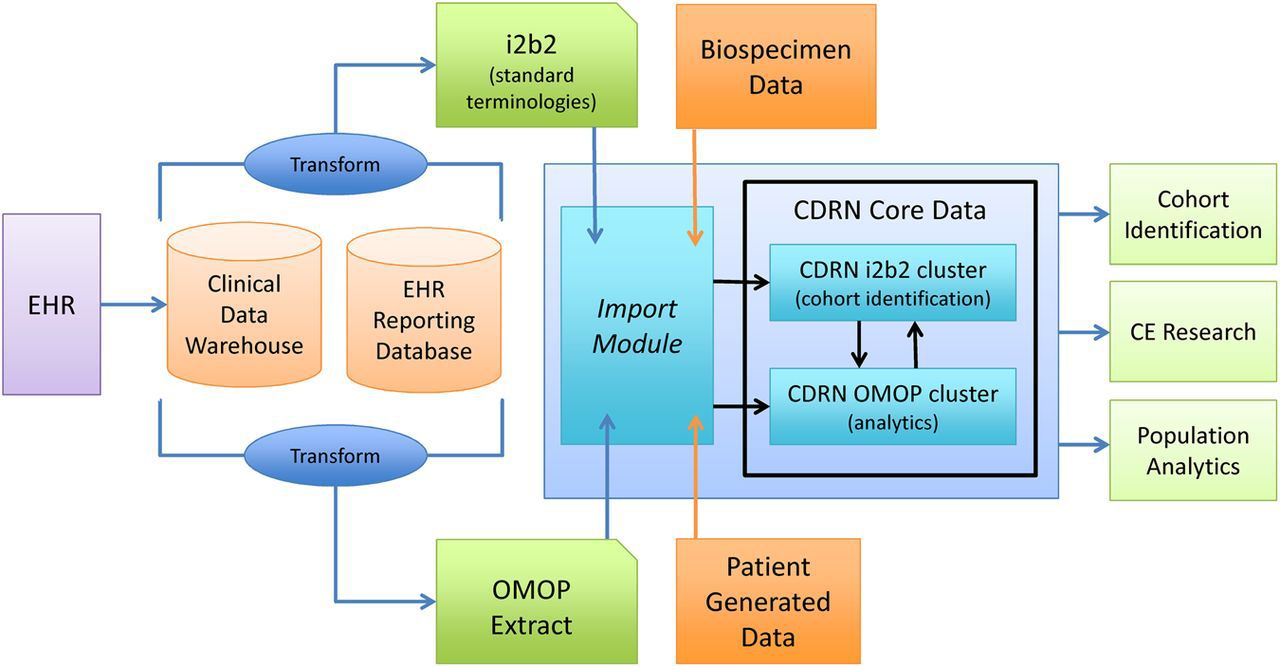 i2b2
(standard
terminologies)
Biospecimen
Data
Transform
EHR
Clinical
Data
Warehouse
EHR
Reporting
Database
Import
Module
CDRN Core Data
CDRN i2b2 cluster
(cohort identification)
CDRN OMOP cluster
(analytics)
Cohort
Identification
CE Research
Population
Analytics
Transform
OMOP
Extract
Patient
Generated
Data